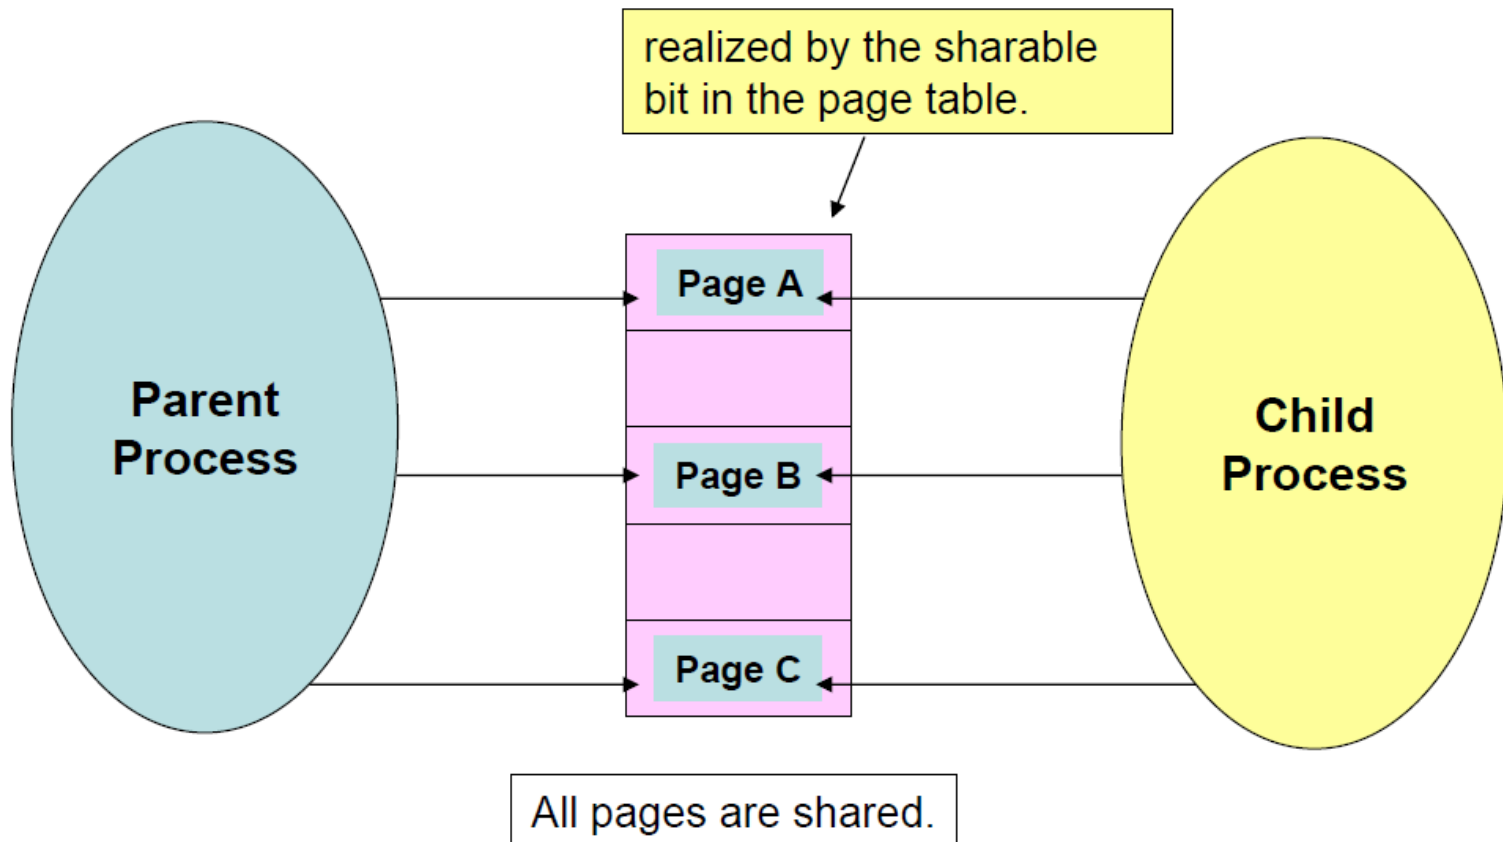 realized by the sharable
bit in the page table.
Page A
Parent
Process
Page B
Child
Process
Page C
All pages are shared.